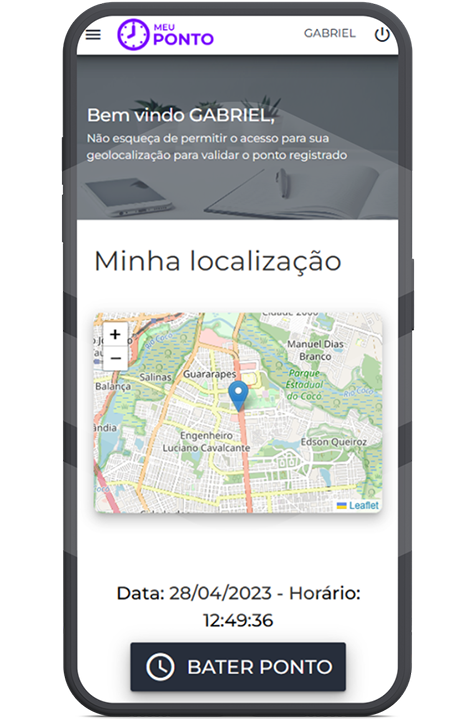 MEU
PONTO
GABRIEL
Bem vindo GABRIEL,
Não esqueça de permitir o acesso para sua
geolocalização para validar o ponto registrado
Minha localização
+
−
Manuel Dias
Branco
Rio Coco
Parque
Estadual
do Cocó
Salinas
Guararapes
Balança
Engenheiro
Luciano Cavalcante
Edson Queiroz
Leaflet
Data: 28/04/2023 - Horário:
12:49:36
BATER PONTO